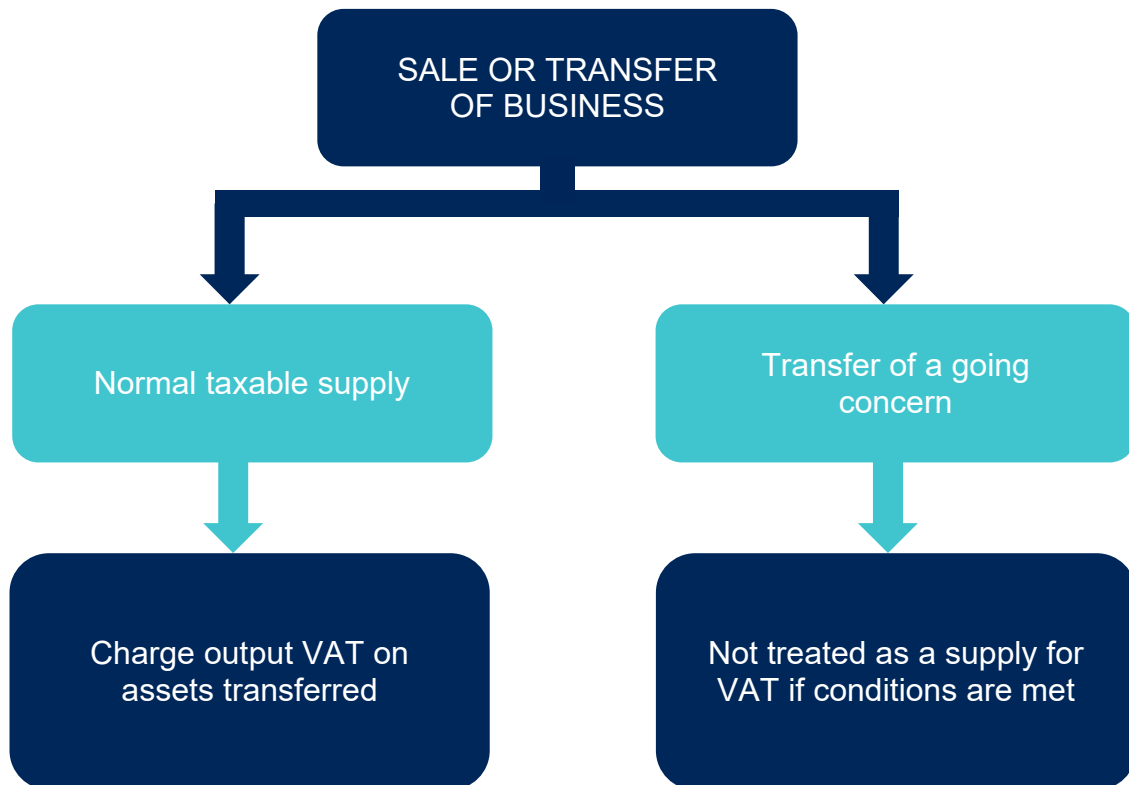 SALE OR TRANSFER
OF BUSINESS
Normal taxable supply
Transfer of a going
concern
Charge output VAT on
assets transferred
Not treated as a supply for
VAT if conditions are met